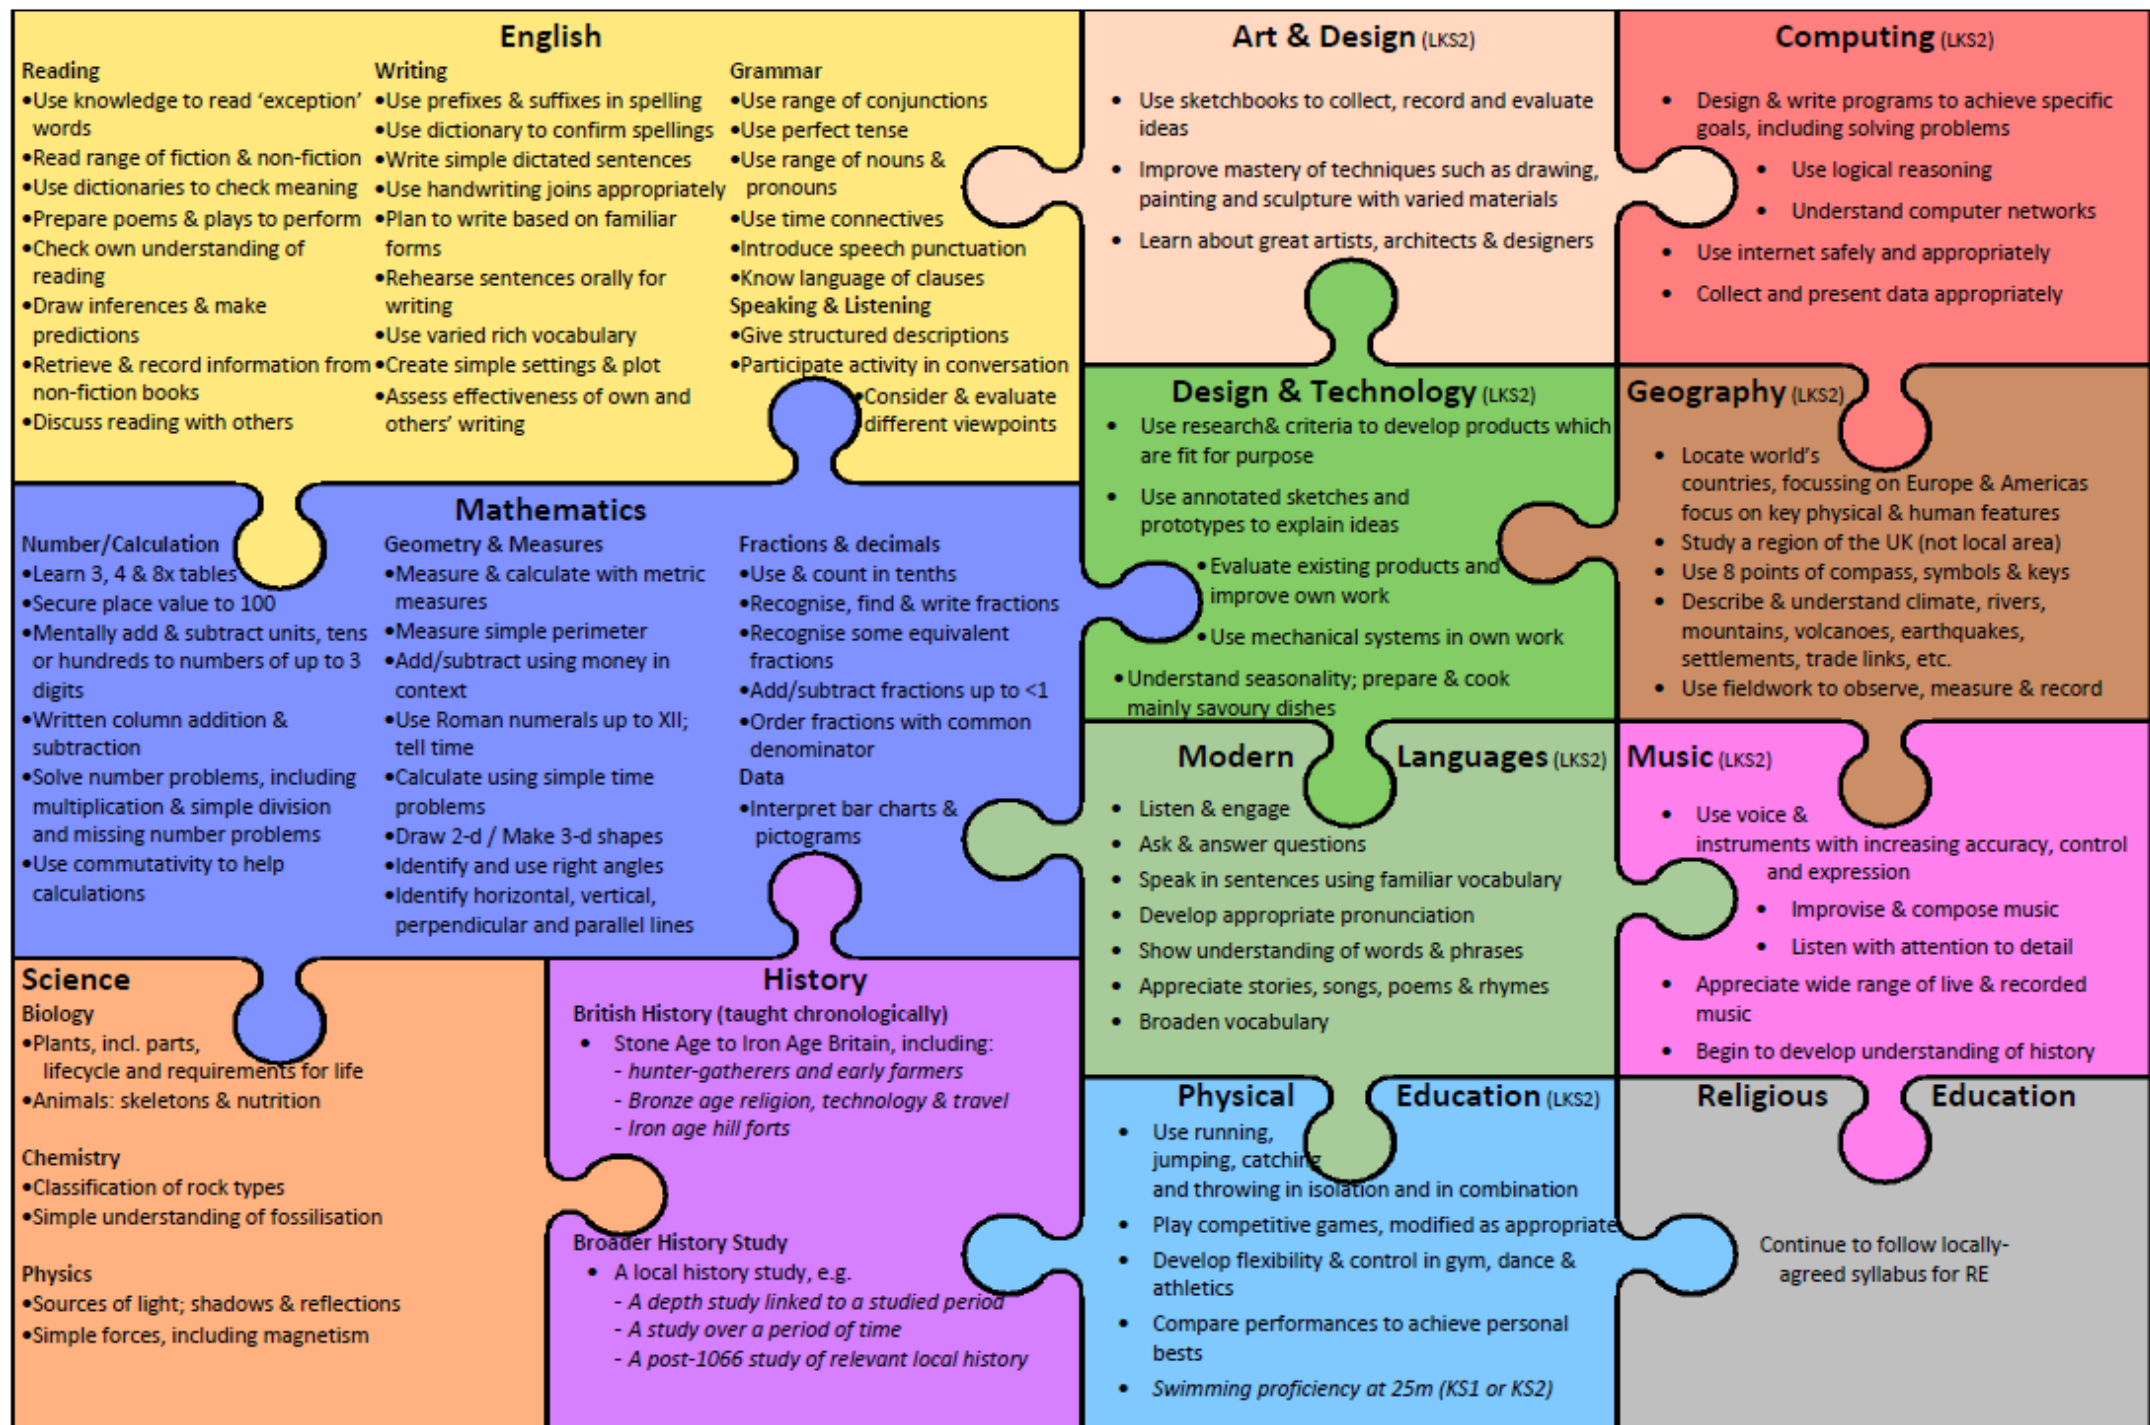 English
Reading
•Use knowledge to read ‘exception’
words
•Read range of fiction & non-fiction
•Use dictionaries to check meaning
•Prepare poems & plays to perform
•Check own understanding of
reading
•Draw inferences & make
predictions
•Retrieve & record information from
non-fiction books
•Discuss reading with others
Writing
•Use prefixes & suffixes in spelling
•Use dictionary to confirm spellings
•Write simple dictated sentences
•Use handwriting joins appropriately
•Plan to write based on familiar
forms
•Rehearse sentences orally for
writing
•Use varied rich vocabulary
•Create simple settings & plot
•Assess effectiveness of own and
others’ writing
Grammar
•Use range of conjunctions
•Use perfect tense
•Use range of nouns &
pronouns
•Use time connectives
•Introduce speech punctuation
•Know language of clauses
Speaking & Listening
•Give structured descriptions
•Participate activity in conversation
•Consider & evaluate
different viewpoints
Art & Design (LKS2)
• Use sketchbooks to collect, record and evaluate
ideas
• Improve mastery of techniques such as drawing,
painting and sculpture with varied materials
• Learn about great artists, architects & designers
Computing (LKS2)
• Design & write programs to achieve specific
goals, including solving problems
• Use logical reasoning
• Understand computer networks
• Use internet safely and appropriately
• Collect and present data appropriately
Mathematics
Number/Calculation
•Learn 3, 4 & 8x tables
•Secure place value to 100
•Mentally add & subtract units, tens
or hundreds to numbers of up to 3
digits
•Written column addition &
subtraction
•Solve number problems, including
multiplication & simple division
and missing number problems
•Use commutativity to help
calculations
Geometry & Measures
•Measure & calculate with metric
measures
•Measure simple perimeter
•Add/subtract using money in
context
•Use Roman numerals up to XII;
tell time
•Calculate using simple time
problems
•Draw 2-d / Make 3-d shapes
•Identify and use right angles
•Identify horizontal, vertical,
perpendicular and parallel lines
Fractions & decimals
•Use & count in tenths
•Recognise, find & write fractions
•Recognise some equivalent
fractions
•Add/subtract fractions up to <1
•Order fractions with common
denominator
Data
•Interpret bar charts &
pictograms
Design & Technology (LKS2)
• Use research& criteria to develop products which
are fit for purpose
• Use annotated sketches and
prototypes to explain ideas
•Evaluate existing products and
improve own work
•Use mechanical systems in own work
•Understand seasonality; prepare & cook
mainly savoury dishes
Geography (LKS2)
• Locate world’s
countries, focussing on Europe & Americas
focus on key physical & human features
• Study a region of the UK (not local area)
• Use 8 points of compass, symbols & keys
• Describe & understand climate, rivers,
mountains, volcanoes, earthquakes,
settlements, trade links, etc.
• Use fieldwork to observe, measure & record
Modern Languages (LKS2)
• Listen & engage
• Ask & answer questions
• Speak in sentences using familiar vocabulary
• Develop appropriate pronunciation
• Show understanding of words & phrases
• Appreciate stories, songs, poems & rhymes
• Broaden vocabulary
Music (LKS2)
• Use voice &
instruments with increasing accuracy, control
and expression
• Improvise & compose music
• Listen with attention to detail
• Appreciate wide range of live & recorded
music
• Begin to develop understanding of history
Science
Biology
•Plants, incl. parts,
lifecycle and requirements for life
•Animals: skeletons & nutrition
Chemistry
•Classification of rock types
•Simple understanding of fossilisation
Physics
•Sources of light; shadows & reflections
•Simple forces, including magnetism
History
British History (taught chronologically)
• Stone Age to Iron Age Britain, including:
- hunter-gatherers and early farmers
- Bronze age religion, technology & travel
- Iron age hill forts
Broader History Study
• A local history study, e.g.
- A depth study linked to a studied period
- A study over a period of time
- A post-1066 study of relevant local history
Physical Education (LKS2)
• Use running,
jumping, catching
and throwing in isolation and in combination
• Play competitive games, modified as appropriate
• Develop flexibility & control in gym, dance &
athletics
• Compare performances to achieve personal
bests
• Swimming proficiency at 25m (KS1 or KS2)
Religious Education
Continue to follow locally-
agreed syllabus for RE